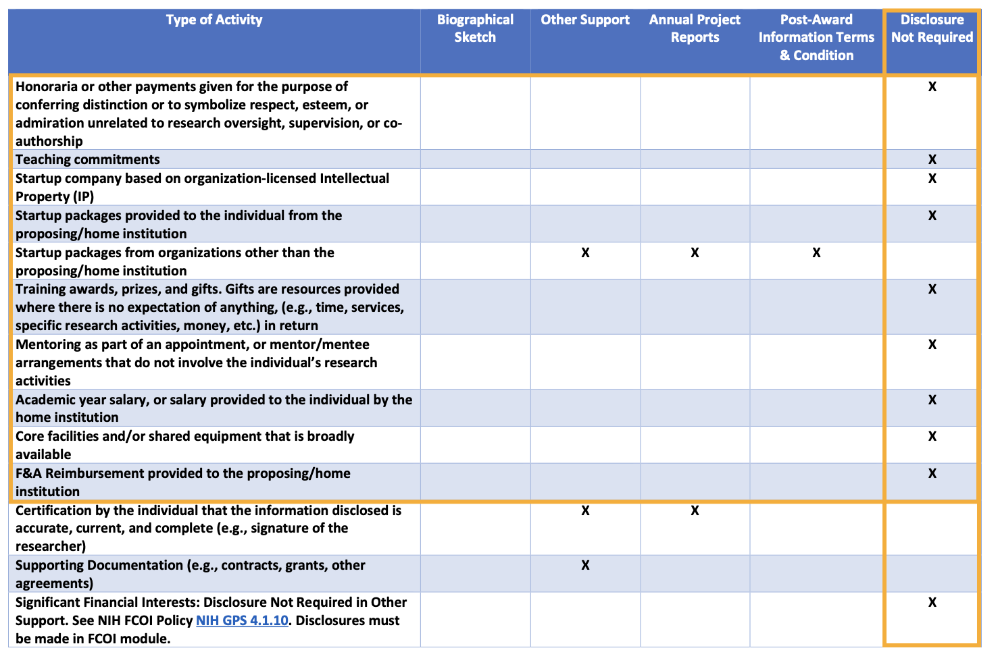 Type of Activity
Biographical
Sketch
Other Support
Annual Project
Reports
Post-Award
Information Terms
& Condition
Disclosure
Not Required
Honoraria or other payments given for the purpose of
conferring distinction or to symbolize respect, esteem, or
admiration unrelated to research oversight, supervision, or co-
authorship
X
Teaching commitments
X
Startup company based on organization-licensed Intellectual
Property (IP)
X
Startup packages provided to the individual from the
proposing/home institution
X
Startup packages from organizations other than the
proposing/home institution
X
X
X
Training awards, prizes, and gifts. Gifts are resources provided
where there is no expectation of anything, (e.g., time, services,
specific research activities, money, etc.) in return
X
Mentoring as part of an appointment, or mentor/mentee
arrangements that do not involve the individual’s research
activities
X
Academic year salary, or salary provided to the individual by the
home institution
X
Core facilities and/or shared equipment that is broadly
available
X
F&A Reimbursement provided to the proposing/home
institution
X
Certification by the individual that the information disclosed is
accurate, current, and complete (e.g., signature of the
researcher)
X
X
Supporting Documentation (e.g., contracts, grants, other
agreements)
X
Significant Financial Interests: Disclosure Not Required in Other
Support. See NIH FCOI Policy NIH GPS 4.1.10. Disclosures must
be made in FCOI module.
X